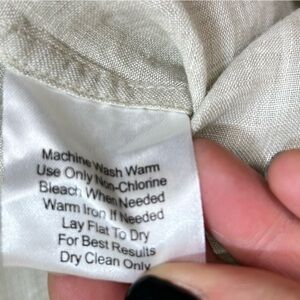 Machine Wash Warm
Use Only Non-Chlorine
Bleach When Needed
Warm Iron If Needed
Lay Flat To Dry
For Best Results
Dry Clean Only